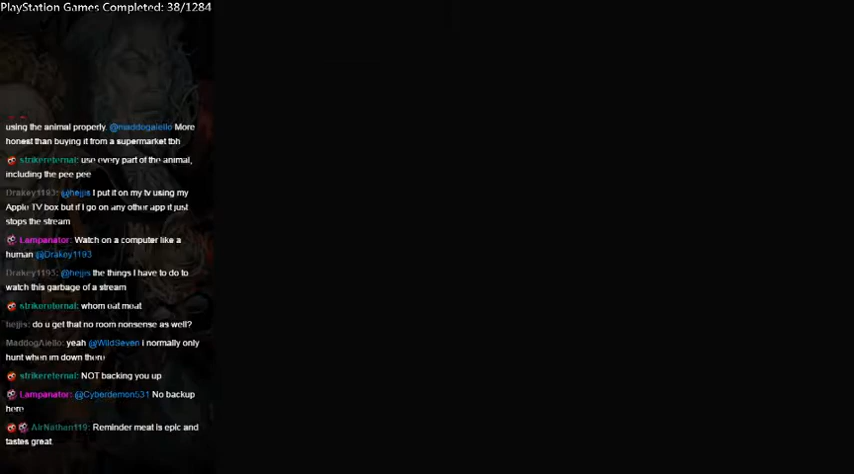 PlayStation Games Completed: 38/1284
using the animal properly. @maddogaiello More
honest than buying it from a supermarket tbh
strikereternal: use every part of the animal,
including the pee pee
Drakey1193: @hejjis I put it on my tv using my
Apple TV box but if I go on any other app it just
stops the stream
Lampanator: Watch on a computer like a
human @Drakey1193
Drakey1193: @hejjis the things I have to do to
watch this garbage of a stream
strikereternal: whom eat moat
hejjis: do u get that no room nonsense as well?
MaddogAiello: yeah @WildSeven i normally only
hunt when im down there
strikereternal: NOT backing you up
Lampanator: @Cyberdemon531 No backup
here
AirNathan119: Reminder meat is epic and
tastes great